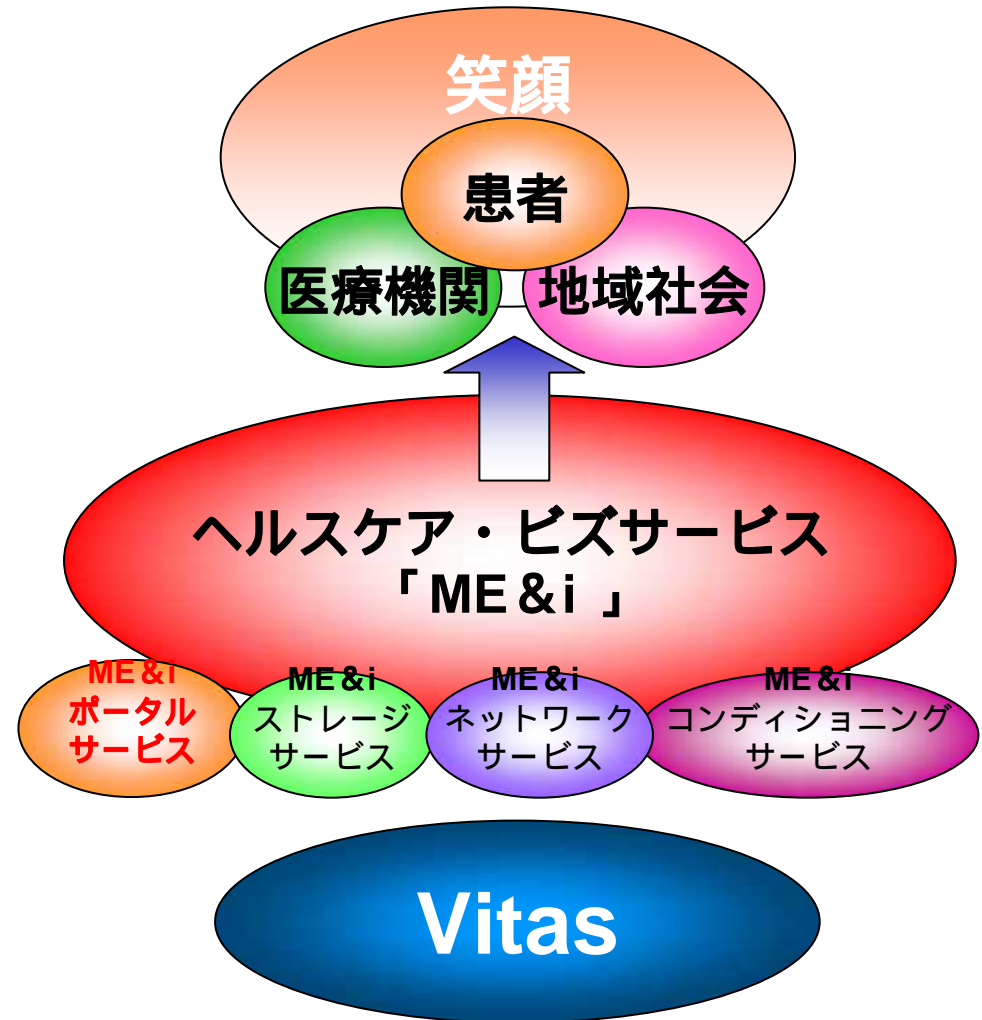 笑顔
患者
医療機関 地域社会
ヘルスケア・ビズサービス
「ME&i」
ME&i
ポータル
サービス
ME&i
ストレージ
サービス
ME&i
ネットワーク
サービス
ME&i
コンディショニング
サービス
Vitas